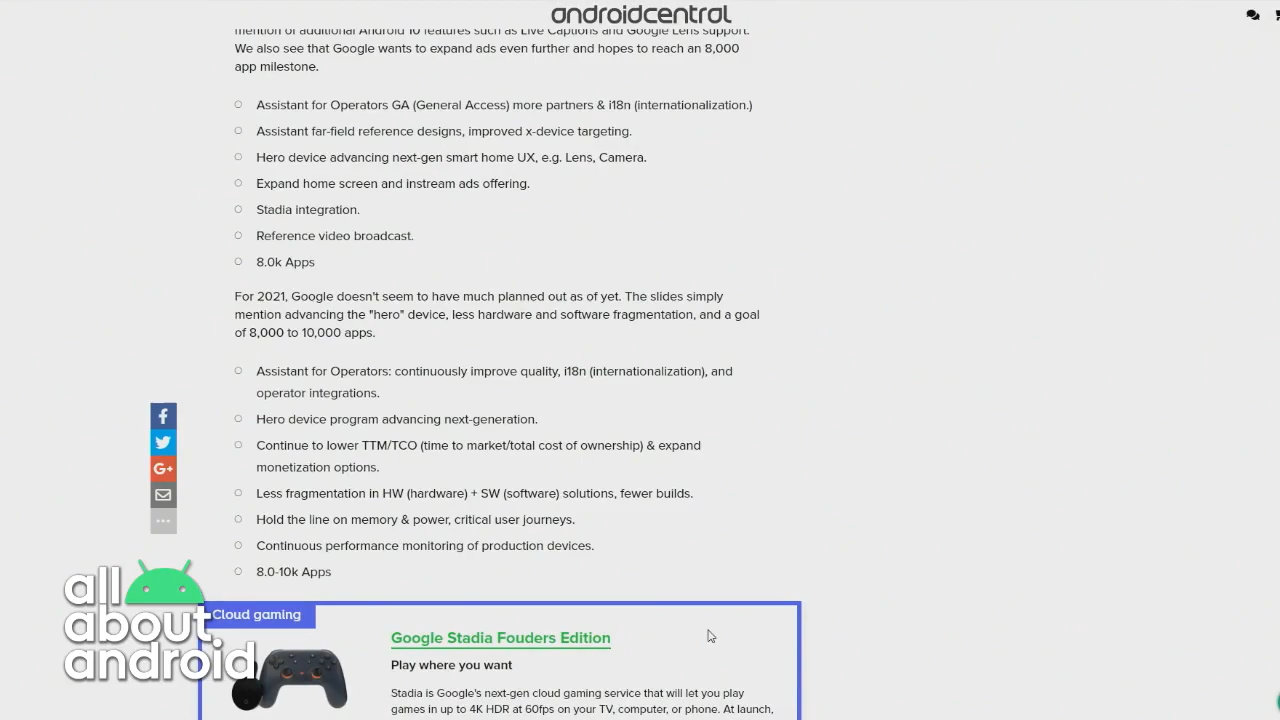 androidcentral
mention of additional Android 10 features such as Live Captions and Google Lens support.
We also see that Google wants to expand ads even further and hopes to reach an 8,000
app milestone.
Assistant for Operators GA (General Access) more partners & i18n (internationalization.)
Assistant far-field reference designs, improved x-device targeting.
Hero device advancing next-gen smart home UX, e.g. Lens, Camera.
Expand home screen and instream ads offering.
Stadia integration.
Reference video broadcast.
8.0k Apps
For 2021, Google doesn't seem to have much planned out as of yet. The slides simply
mention advancing the "hero" device, less hardware and software fragmentation, and a goal
of 8,000 to 10,000 apps.
Assistant for Operators: continuously improve quality, i18n (internationalization), and
operator integrations.
Hero device program advancing next-generation.
Continue to lower TTM/TCO (time to market/total cost of ownership) & expand
monetization options.
Less fragmentation in HW (hardware) + SW (software) solutions, fewer builds.
Hold the line on memory & power, critical user journeys.
Continuous performance monitoring of production devices.
8.0-10k Apps
G+
all
about
android
Cloud gaming
Google Stadia Fouders Edition
Play where you want
Stadia is Google's next-gen cloud gaming service that will let you play
games in up to 4K HDR at 60fps on your TV, computer, or phone. At launch,